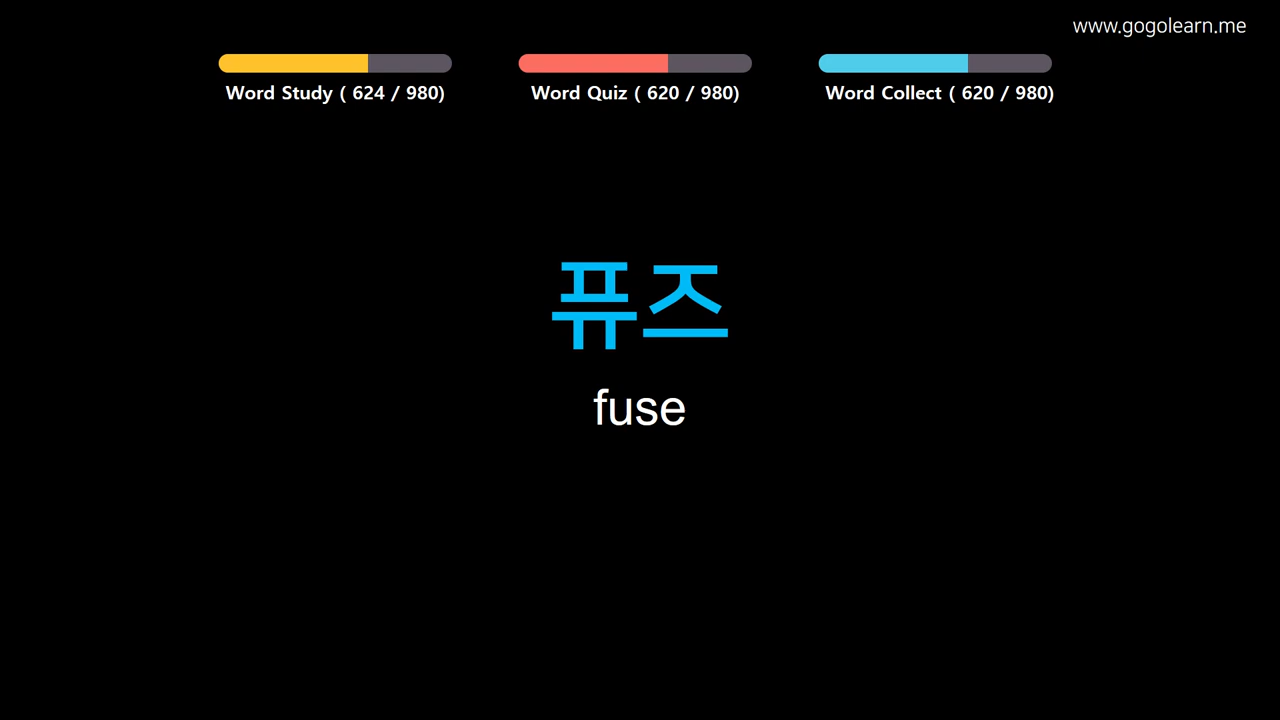 www.gogolearn.me
Word Study ( 624 / 980)
Word Quiz ( 620 / 980)
Word Collect ( 620 / 980)
퓨즈
fuse